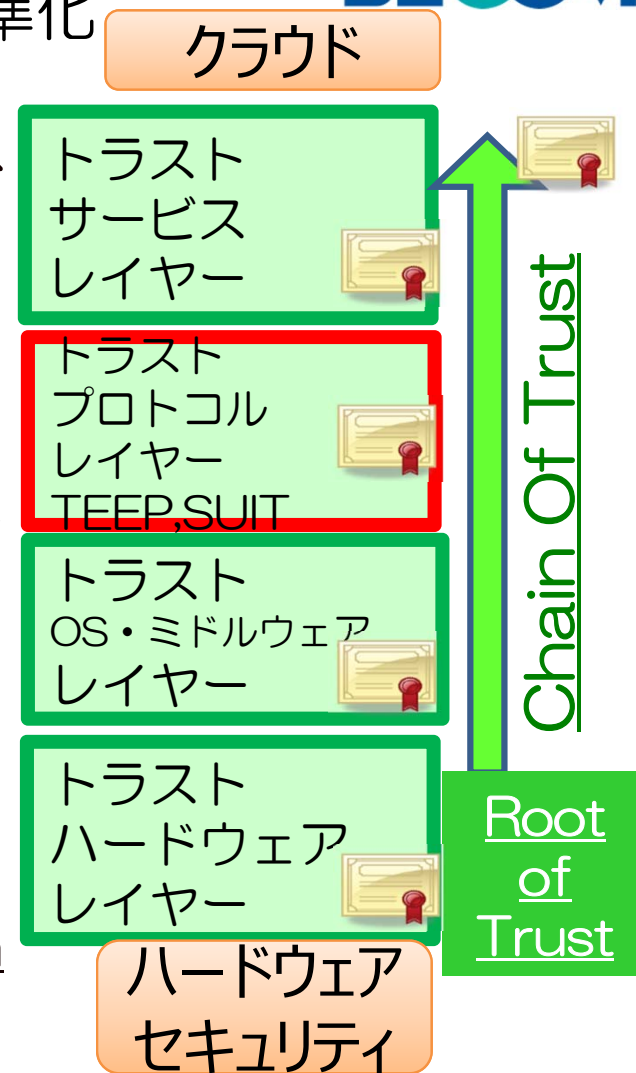 準化
クラウド
トラスト
サービス
レイヤー
トラスト
プロトコル
レイヤー
TEEP,SUIT
トラスト
OS・ミドルウェア
レイヤー
トラスト
ハードウェア
レイヤー
Chain Of Trust
Root
of
Trust
ハードウェア
セキュリティ